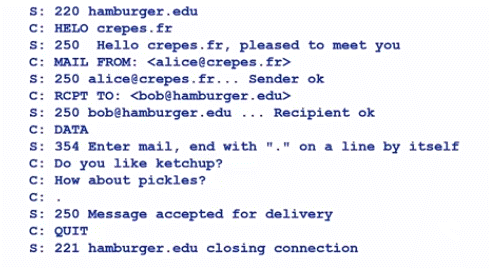 S: 220 hamburger.edu
C: HELO crepes.fr
S: 250  Hello crepes.fr, pleased to meet you
C: MAIL FROM: <alice@crepes.fr>
S: 250 alice@crepes.fr... Sender ok
C: RCPT TO: <bob@hamburger.edu>
S: 250 bob@hamburger.edu ... Recipient ok
C: DATA
S: 354 Enter mail, end with "." on a line by itself
C: Do you like ketchup?
C: How about pickles?
C: .
S: 250 Message accepted for delivery
C: QUIT
S: 221 hamburger.edu closing connection